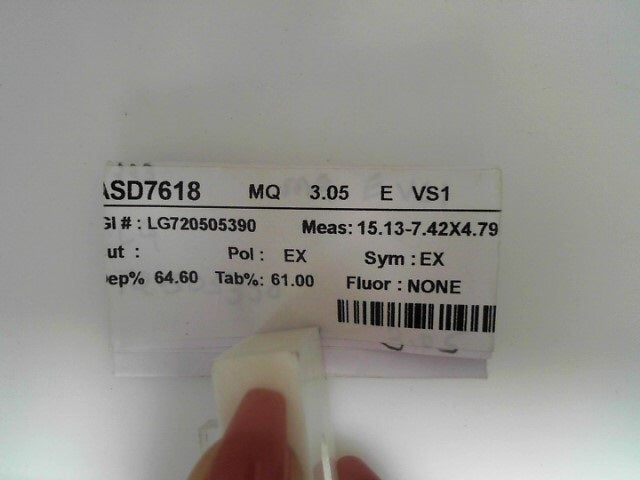 ASD7618 MQ 3.05 E VS1
GI # : LG720505390 Meas: 15.13-7.42X4.79
ut : Pol : EX Sym : EX
ep% 64.60 Tab%: 61.00 Fluor : NONE